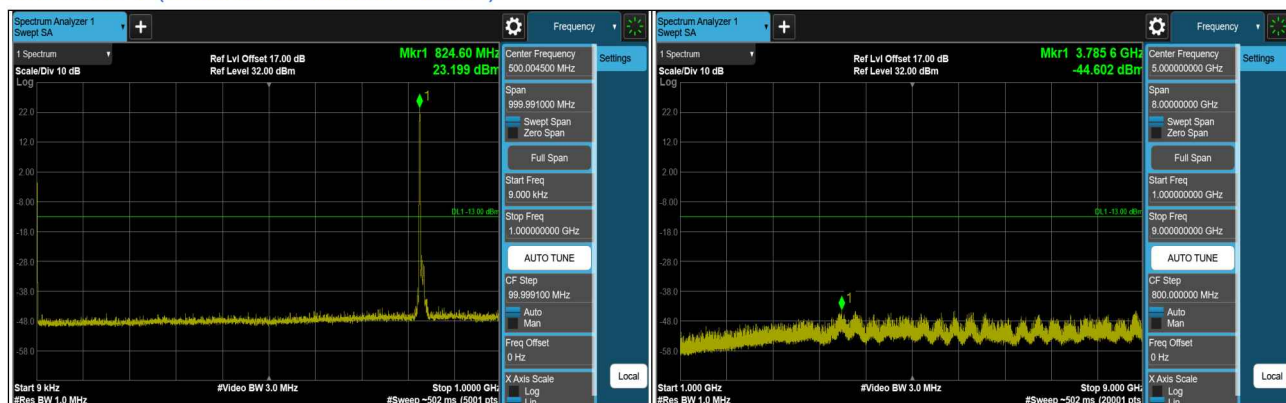 Spectrum Analyzer 1
Swept SA
+
Frequency
1 Spectrum
Scale/Div 10 dB
Log
Ref Lvl Offset 17.00 dB
Ref Level 32.00 dBm
Mkr1 824.60 MHz
23.199 dBm
1
22.0
12.0
2.00
-8.00
-18.0
-28.0
-38.0
-48.0
-58.0
DL1 -13.00 dBm
Start 9 kHz
#Res BW 1.0 MHz
#Video BW 3.0 MHz
Stop 1.0000 GHz
#Sweep ~502 ms (5001 pts
Center Frequency
500.004500 MHz
Span
999.991000 MHz
Swept Span
Zero Span
Full Span
Start Freq
9.000 kHz
Stop Freq
1.000000000 GHz
AUTO TUNE
CF Step
99.999100 MHz
Auto
Man
Freq Offset
0 Hz
X Axis Scale
Log
Lin
Settings
Local
Spectrum Analyzer 1
Swept SA
+
Frequency
1 Spectrum
Scale/Div 10 dB
Log
Ref Lvl Offset 17.00 dB
Ref Level 32.00 dBm
Mkr1 3.785 6 GHz
-44.602 dBm
1
22.0
12.0
2.00
-8.00
-18.0
-28.0
-38.0
-48.0
-58.0
DL1 -13.00 dBm
Start 1.000 GHz
#Res BW 1.0 MHz
#Video BW 3.0 MHz
Stop 9.000 GHz
#Sweep ~502 ms (20001 pts
Center Frequency
5.000000000 GHz
Span
8.00000000 GHz
Swept Span
Zero Span
Full Span
Start Freq
1.000000000 GHz
Stop Freq
9.000000000 GHz
AUTO TUNE
CF Step
800.000000 MHz
Auto
Man
Freq Offset
0 Hz
X Axis Scale
Log
Lin
Settings
Local